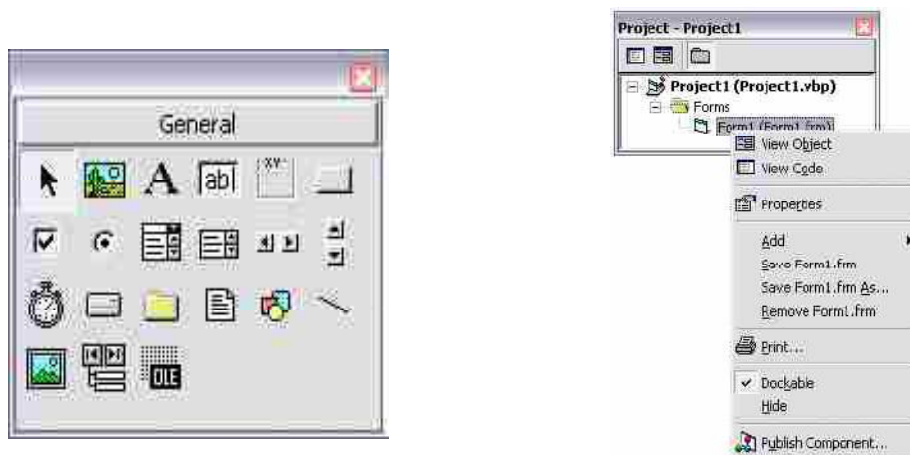 General
A
abl
XY
OLE
Project - Project1
Project1 (Project1.vbp)
Forms
Form1 (Form1.frm)
View Object
View Code
Properties
Add
Save Form1.frm
Save Form1.frm As...
Remove Form1.frm
Print...
Dockable
Hide
Publish Component...